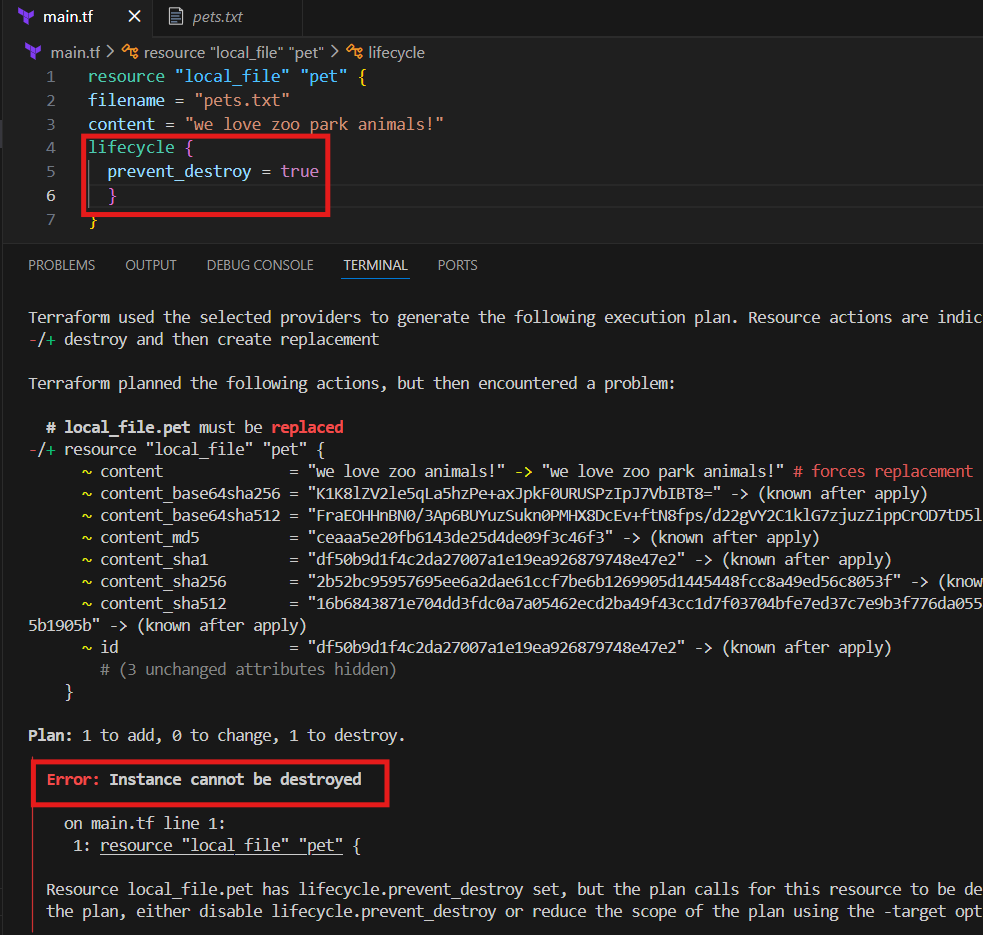 main.tf
pets.txt
main.tf > resource "local_file" "pet" > lifecycle
1 resource "local_file" "pet" {
2 filename = "pets.txt"
3 content = "we love zoo park animals!"
4 lifecycle {
5 prevent_destroy = true
6 }
7 }
PROBLEMS OUTPUT DEBUG CONSOLE TERMINAL PORTS
Terraform used the selected providers to generate the following execution plan. Resource actions are indic
-/+ destroy and then create replacement
Terraform planned the following actions, but then encountered a problem:
# local_file.pet must be replaced
-/+ resource "local_file" "pet" {
~ content = "we love zoo animals!" -> "we love zoo park animals!" # forces replacement
~ content_base64sha256 = "K1K8lZV2le5qLa5hzPe+axJpkF0URUSPzIpJ7VbIBT8=" -> (known after apply)
~ content_base64sha512 = "FraEOHHnBN0/3Ap6BUYuzSukn0PMHX8DcEv+ftN8fps/d22gVY2C1klG7zjuzZippCrOD7tD5l
~ content_md5 = "ceaaa5e20fb6143de25d4de09f3c46f3" -> (known after apply)
~ content_sha1 = "df50b9d1f4c2da27007a1e19ea926879748e47e2" -> (known after apply)
~ content_sha256 = "2b52bc95957695ee6a2dae61ccf7be6b1269905d1445448fcc8a49ed56c8053f" -> (know
~ content_sha512 = "16b6843871e704dd3fdc0a7a05462ecd2ba49f43cc1d7f03704bfe7ed37c7e9b3f776da055
5b1905b" -> (known after apply)
~ id = "df50b9d1f4c2da27007a1e19ea926879748e47e2" -> (known after apply)
# (3 unchanged attributes hidden)
}
Plan: 1 to add, 0 to change, 1 to destroy.
Error: Instance cannot be destroyed
on main.tf line 1:
1: resource "local_file" "pet" {
Resource local_file.pet has lifecycle.prevent_destroy set, but the plan calls for this resource to be de
the plan, either disable lifecycle.prevent_destroy or reduce the scope of the plan using the -target opt